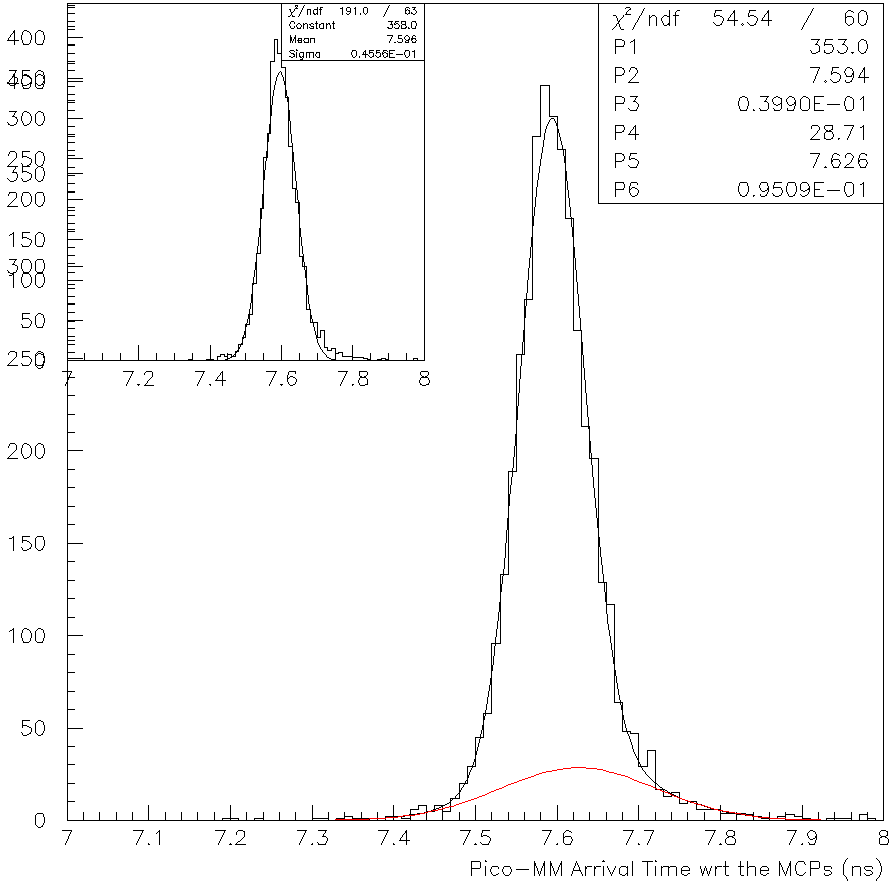 χ²/ndf 191.0 / 63
Constant 358.0
Mean 7.596
Sigma 0.4556E-01
χ²/ndf 54.54 / 60
P1 353.0
P2 7.594
P3 0.3990E-01
P4 28.71
P5 7.626
P6 0.9509E-01
400
350
400
300
250
350
200
150
300
100
50
250
0
7 7.2 7.4 7.6 7.8 8
200
150
100
50
0
7 7.1 7.2 7.3 7.4 7.5 7.6 7.7 7.8 7.9 8
Pico-MM Arrival Time wrt the MCPs (ns)